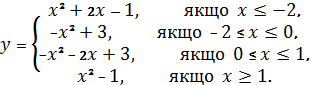 x² + 2x − 1, якщо x ≤ −2,
y = −x² + 3, якщо - 2 ≤ x ≤ 0,
−x² − 2x + 3, якщо 0 ≤ x ≤ 1,
x² − 1, якщо x ≥ 1.